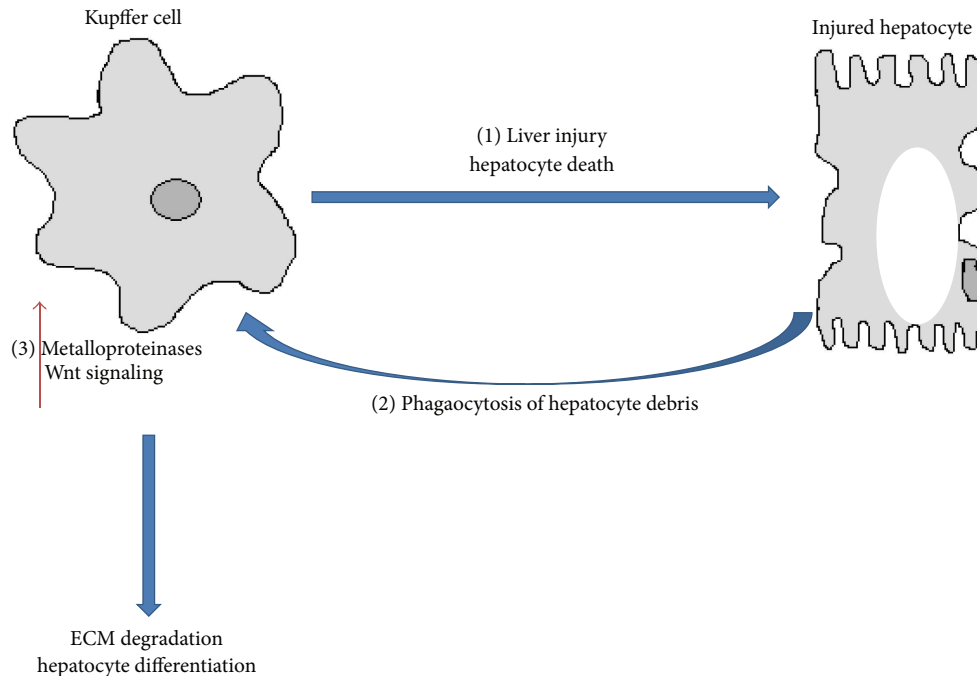 Kupffer cell
Injured hepatocyte
(1) Liver injury
hepatocyte death
(3) Metalloproteinases
Wnt signaling
(2) Phagaocytosis of hepatocyte debris
ECM degradation
hepatocyte differentiation